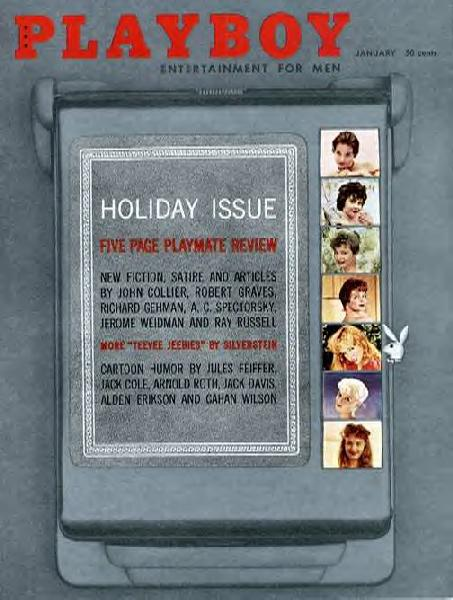 PLAYBOY
JANUARY 50 cents
ENTERTAINMENT FOR MEN
HOLIDAY ISSUE
FIVE PAGE PLAYMATE REVIEW
NEW FICTION, SATIRE AND ARTICLES
BY JOHN COLLIER, ROBERT GRAVES,
RICHARD GEHMAN, A. C. SPECTORSKY,
JEROME WEIDMAN AND RAY RUSSELL
MORE "TEEVEE JEEBIES" BY SILVERSTEIN
CARTOON HUMOR BY JULES FEIFFER,
JACK COLE, ARNOLD ROTH, JACK DAVIS,
ALDEN ERIKSON AND GAHAN WILSON